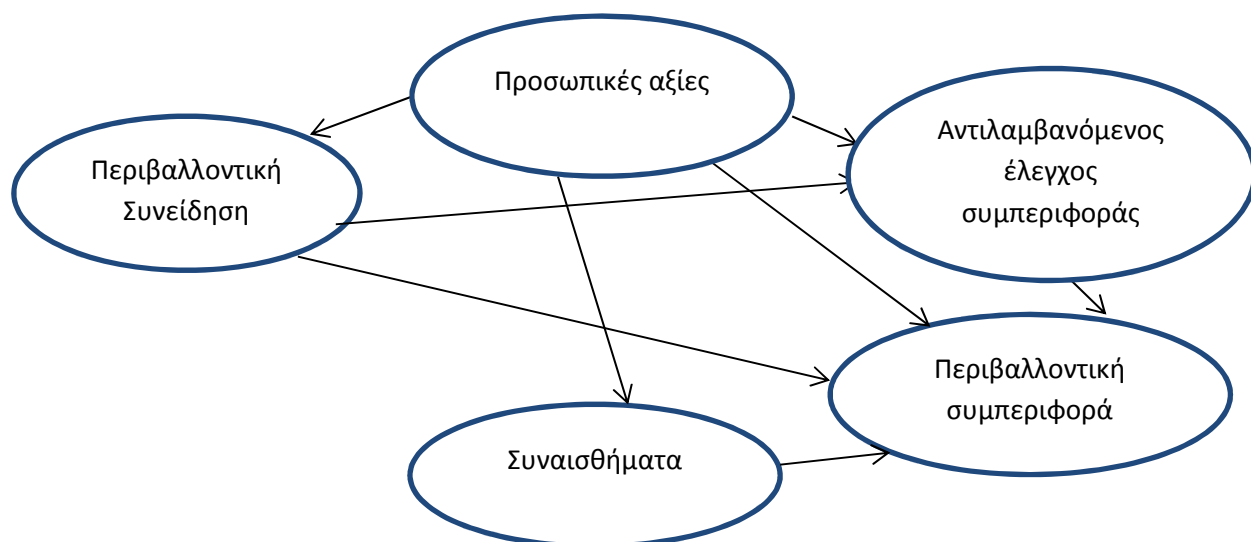 Προσωπικές αξίες
Αντιλαμβανόμενος
έλεγχος
συμπεριφοράς
Περιβαλλοντική
Συνείδηση
Περιβαλλοντική
συμπεριφορά
Συναισθήματα